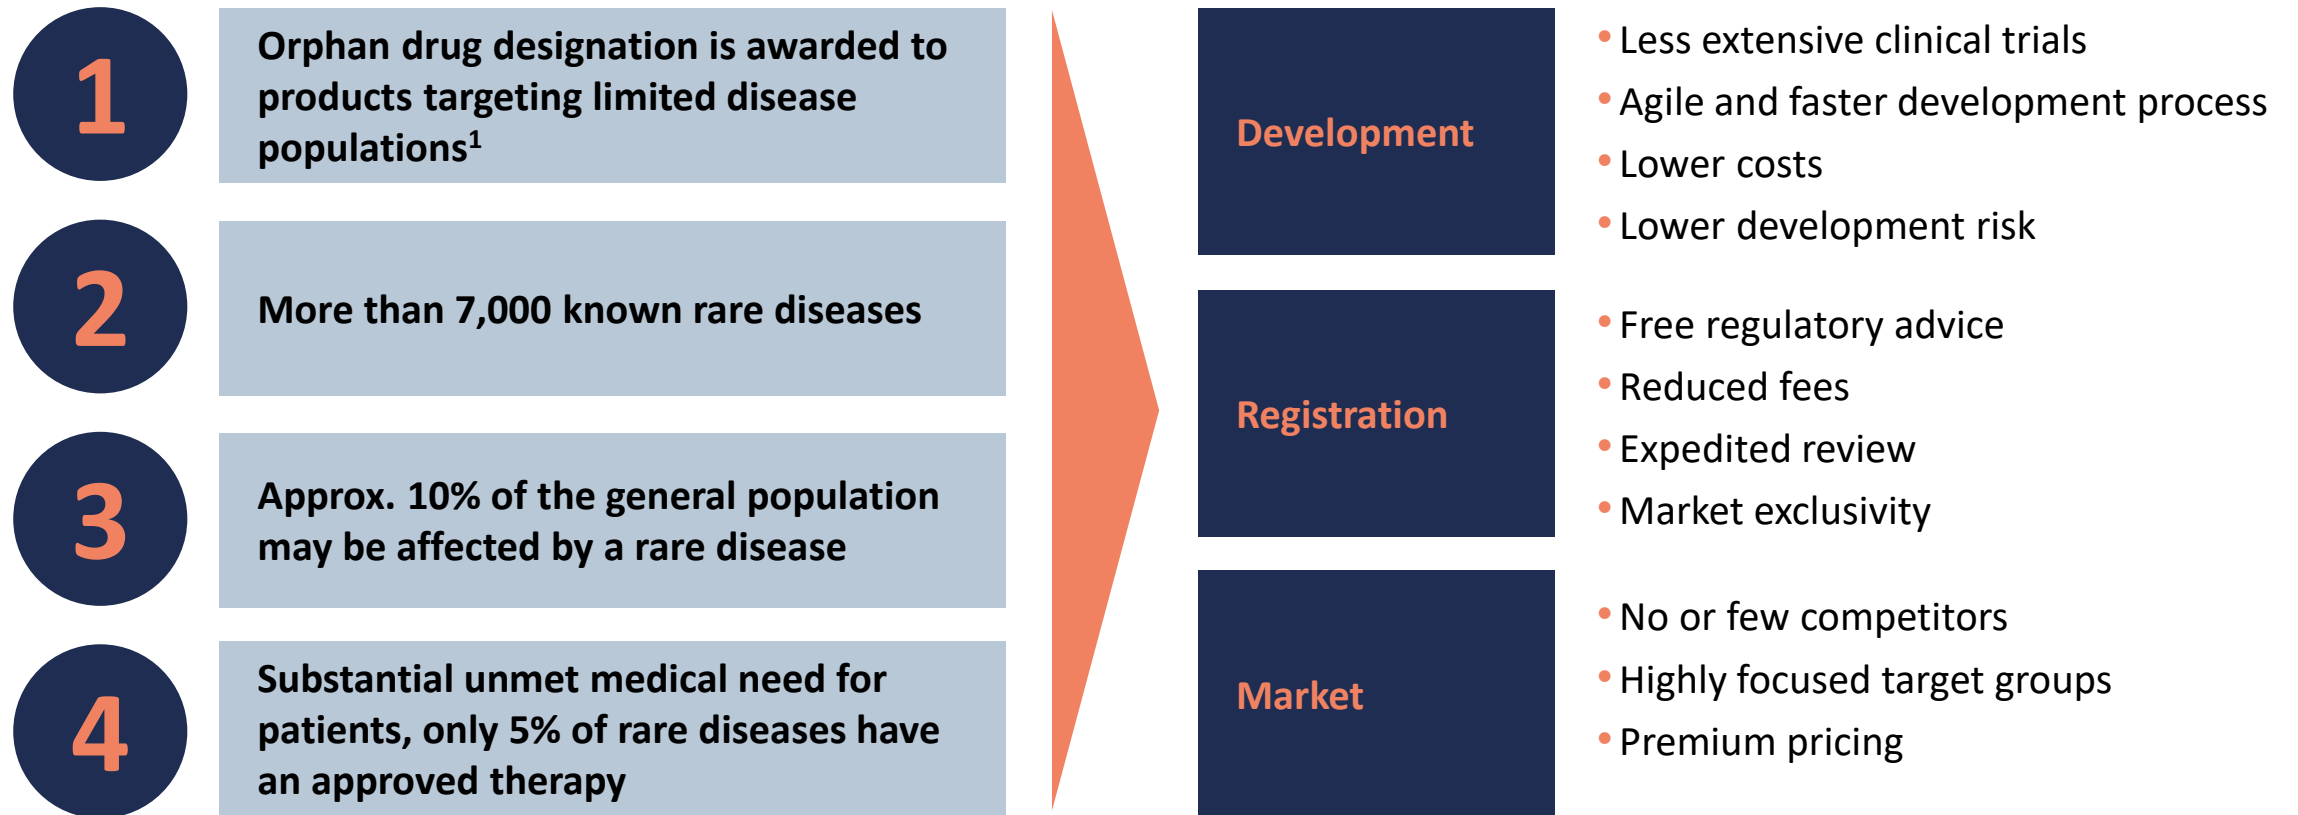 1
Orphan drug designation is awarded to
products targeting limited disease
populations¹
2
More than 7,000 known rare diseases
3
Approx. 10% of the general population
may be affected by a rare disease
4
Substantial unmet medical need for
patients, only 5% of rare diseases have
an approved therapy
Development
• Less extensive clinical trials
• Agile and faster development process
• Lower costs
• Lower development risk
Registration
• Free regulatory advice
• Reduced fees
• Expedited review
• Market exclusivity
Market
• No or few competitors
• Highly focused target groups
• Premium pricing